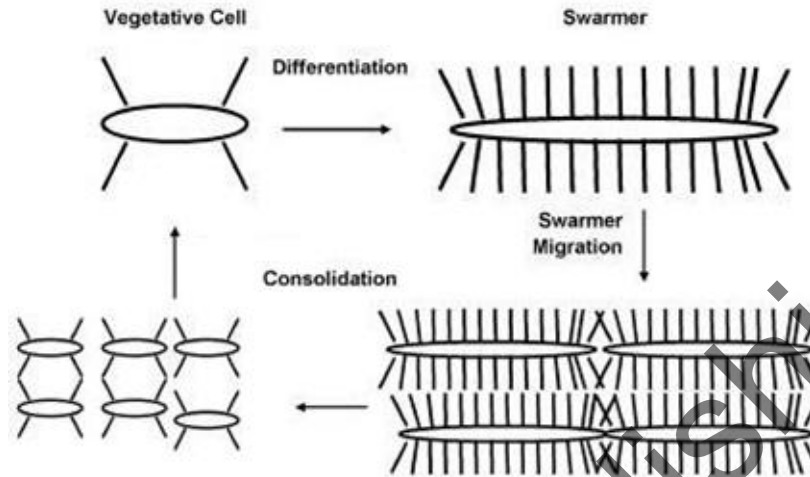 Vegetative Cell
Swarmer
Differentiation
Swarmer
Migration
Consolidation